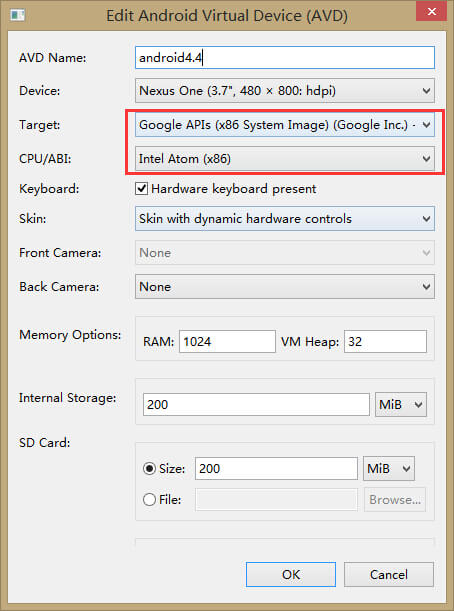 Edit Android Virtual Device (AVD)
AVD Name: android4.4
Device: Nexus One (3.7", 480 × 800: hdpi)
Target: Google APIs (x86 System Image) (Google Inc.) -
CPU/ABI: Intel Atom (x86)
Keyboard: Hardware keyboard present
Skin: Skin with dynamic hardware controls
Front Camera: None
Back Camera: None
Memory Options: RAM: 1024 VM Heap: 32
Internal Storage: 200 MiB
SD Card:
Size: 200 MiB
File: Browse...
OK Cancel